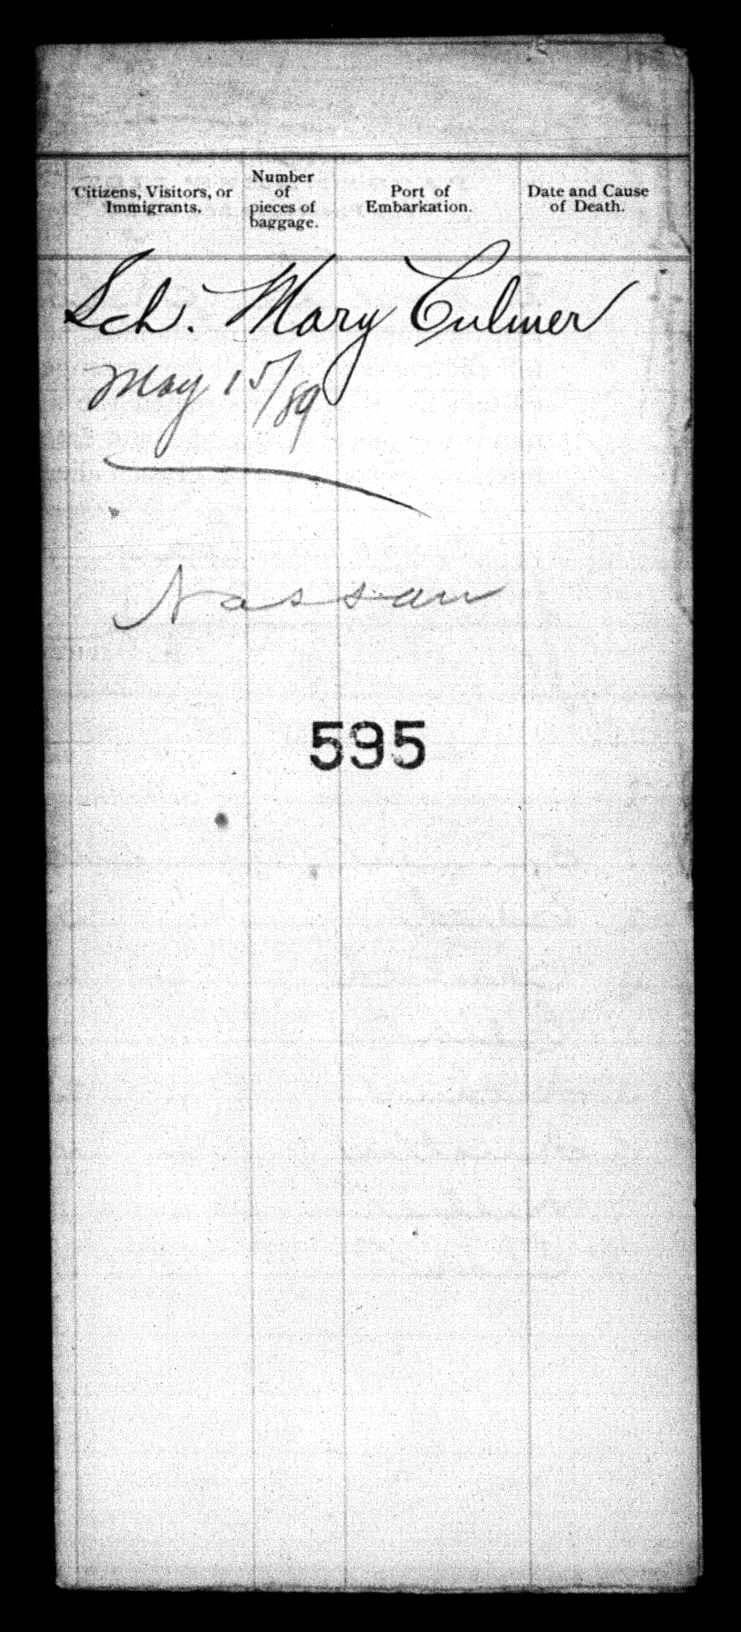 Citizens, Visitors, or Immigrants.
Number of pieces of baggage.
Port of Embarkation.
Date and Cause of Death.
Sch. Mary Culmer
May 15/89
Nassau
595